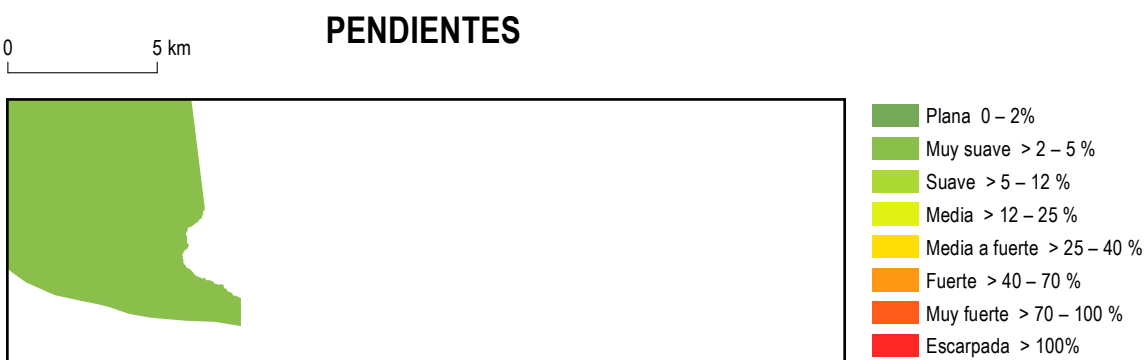 PENDIENTES
0 5 km
Plana 0 – 2%
Muy suave > 2 – 5 %
Suave > 5 – 12 %
Media > 12 – 25 %
Media a fuerte > 25 – 40 %
Fuerte > 40 – 70 %
Muy fuerte > 70 – 100 %
Escarpada > 100%